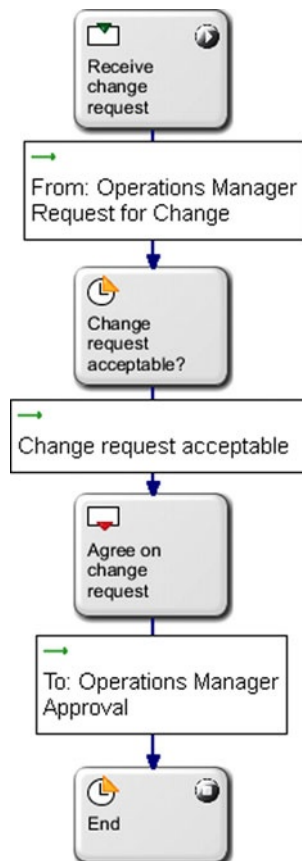 Receive
change
request
From: Operations Manager
Request for Change
Change
request
acceptable?
Change request acceptable
Agree on
change
request
To: Operations Manager
Approval
End